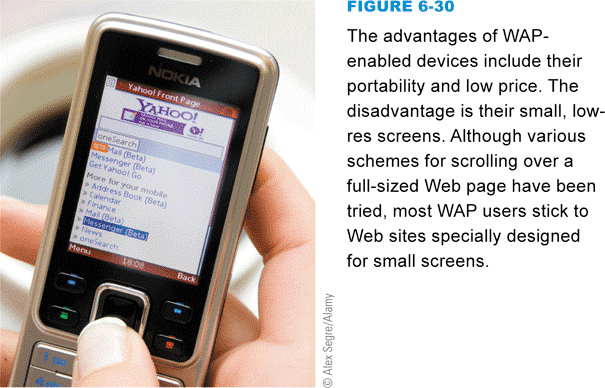 NOKIA
Yahoo! Front Page
YAHOO!
oneSearch
Mail (Beta)
Messenger (Beta)
Get Yahoo! Go
More for your mobile
» Address Book (Beta)
» Calendar
» Finance
» Mail (Beta)
» Messenger (Beta)
» News
» oneSearch
Menu 18:08 Back
© Alex Segre/Alamy
FIGURE 6-30
The advantages of WAP-
enabled devices include their
portability and low price. The
disadvantage is their small, low-
res screens. Although various
schemes for scrolling over a
full-sized Web page have been
tried, most WAP users stick to
Web sites specially designed
for small screens.